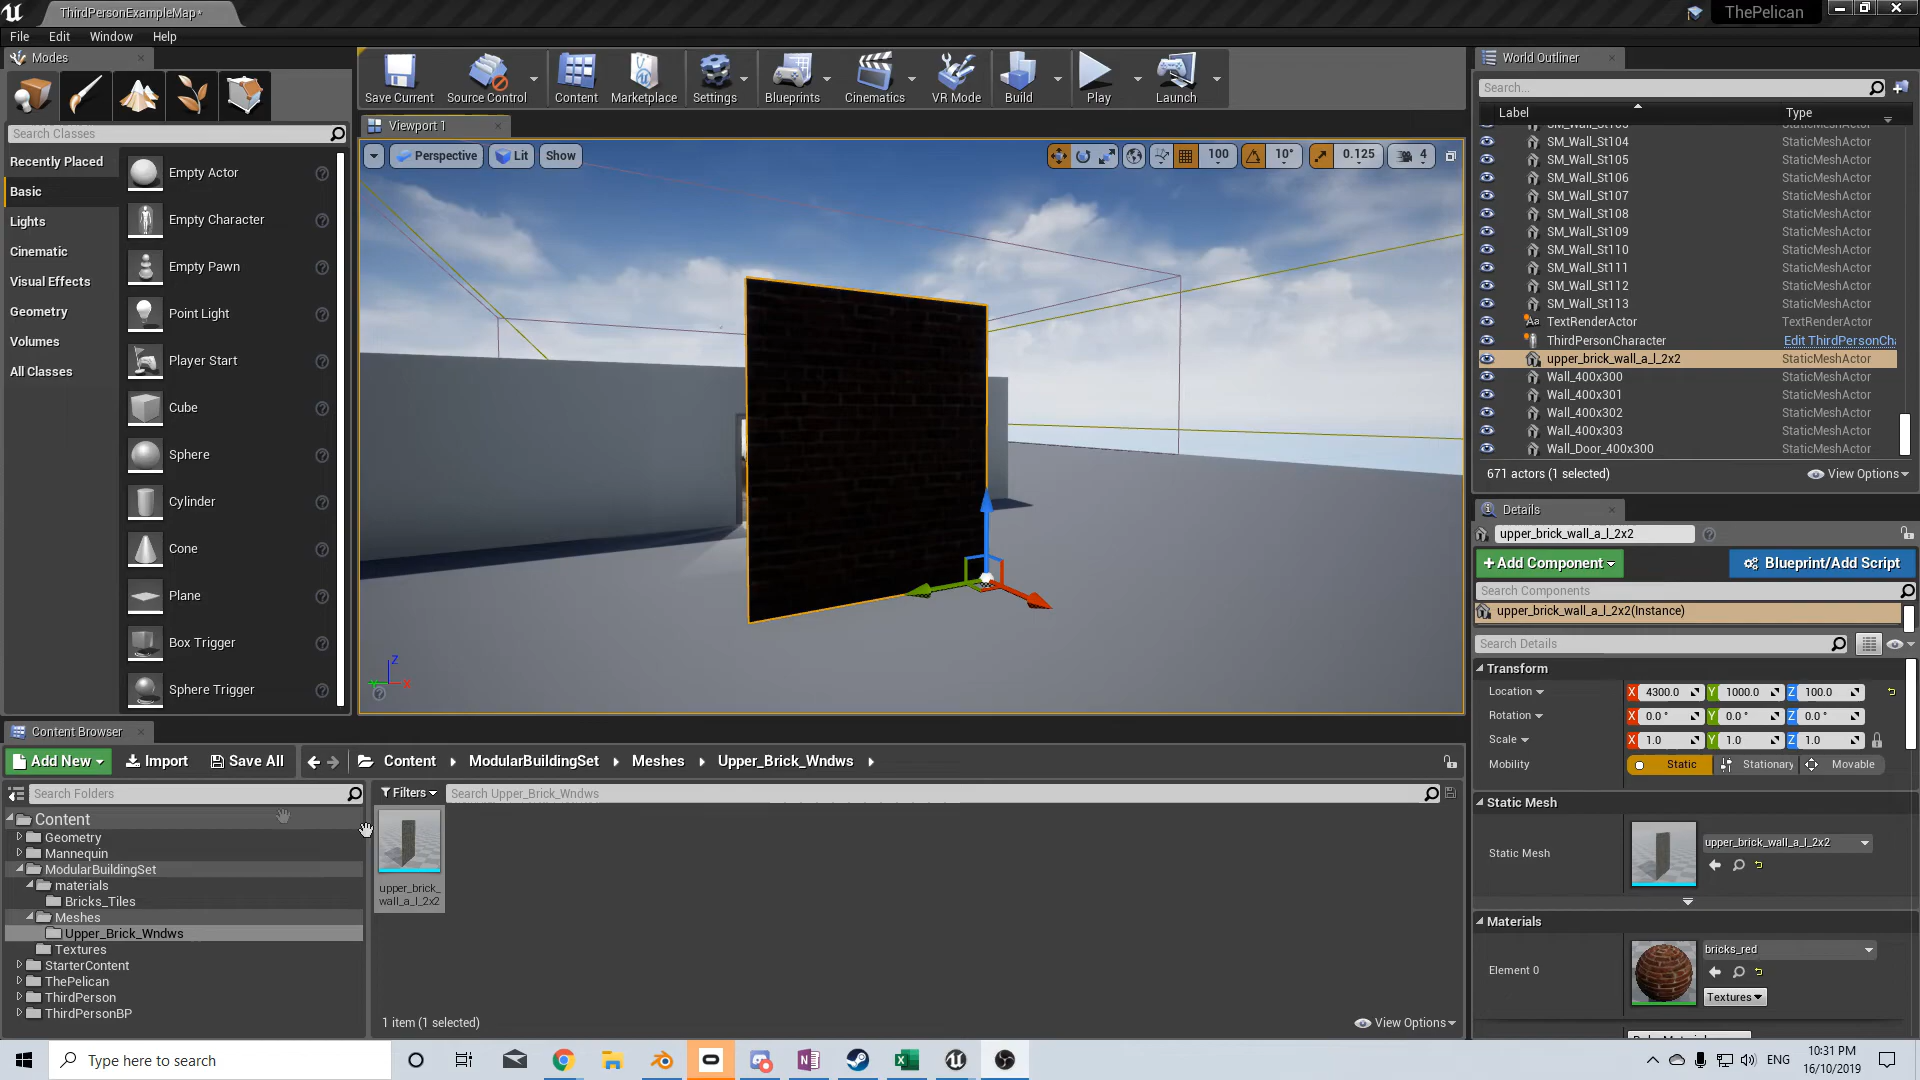 ThirdPersonExampleMap*
ThePelican
File Edit Window Help
Modes
Search Classes
Recently Placed
Basic
Lights
Cinematic
Visual Effects
Geometry
Volumes
All Classes
Empty Actor
Empty Character
Empty Pawn
Point Light
Player Start
Cube
Sphere
Cylinder
Cone
Plane
Box Trigger
Sphere Trigger
Save Current Source Control Content Marketplace Settings Blueprints Cinematics VR Mode Build Play Launch
Viewport 1
Perspective Lit Show 100 10° 0.125 4
Z
X
World Outliner
Search...
Label Type
SM_Wall_St104 StaticMeshActor
SM_Wall_St105 StaticMeshActor
SM_Wall_St106 StaticMeshActor
SM_Wall_St107 StaticMeshActor
SM_Wall_St108 StaticMeshActor
SM_Wall_St109 StaticMeshActor
SM_Wall_St110 StaticMeshActor
SM_Wall_St111 StaticMeshActor
SM_Wall_St112 StaticMeshActor
SM_Wall_St113 StaticMeshActor
TextRenderActor TextRenderActor
ThirdPersonCharacter Edit ThirdPersonCha
upper_brick_wall_a_l_2x2 StaticMeshActor
Wall_400x300 StaticMeshActor
Wall_400x301 StaticMeshActor
Wall_400x302 StaticMeshActor
Wall_400x303 StaticMeshActor
Wall_Door_400x300 StaticMeshActor
671 actors (1 selected) View Options
Details
upper_brick_wall_a_l_2x2
+Add Component Blueprint/Add Script
Search Components
upper_brick_wall_a_l_2x2(Instance)
Search Details
Transform
Location X 4300.0 Y 1000.0 Z 100.0
Rotation X 0.0 ° Y 0.0 ° Z 0.0 °
Scale X 1.0 Y 1.0 Z 1.0
Mobility Static Stationary Movable
Static Mesh
Static Mesh upper_brick_wall_a_l_2x2
Materials
Element 0 bricks_red
Textures
Content Browser
Add New Import Save All Content ModularBuildingSet Meshes Upper_Brick_Wndws
Search Folders
Filters Search Upper_Brick_Wndws
Content
Geometry
Mannequin
ModularBuildingSet
materials
Bricks_Tiles
Meshes
Upper_Brick_Wndws
Textures
StarterContent
ThePelican
ThirdPerson
ThirdPersonBP
upper_brick_
wall_a_l_2x2
1 item (1 selected) View Options
Type here to search
ENG
10:31 PM
16/10/2019